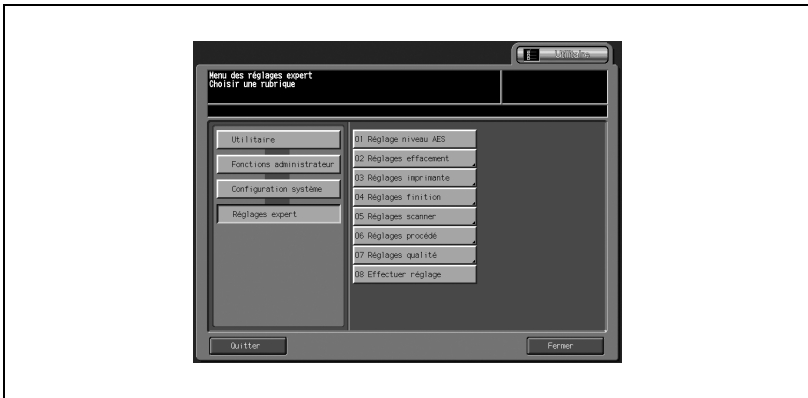 Utilitaire
Menu des réglages expert
Choisir une rubrique
Utilitaire
Fonctions administrateur
Configuration système
Réglages expert
01 Réglage niveau AES
02 Réglages effacement
03 Réglages imprimante
04 Réglages finition
05 Réglages scanner
06 Réglages procédé
07 Réglages qualité
08 Effectuer réglage
Quitter
Fermer